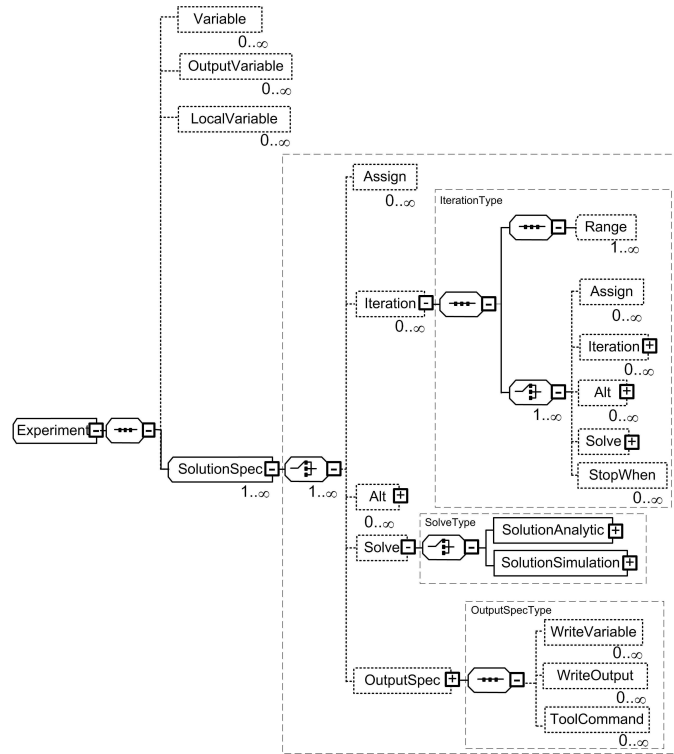 Variable
0..∞
OutputVariable
0..∞
LocalVariable
0..∞
Assign
0..∞
IterationType
Range
1..∞
Assign
0..∞
Iteration
0..∞
Iteration
0..∞
Alt
0..∞
1..∞
Solve
StopWhen
0..∞
Experiment
SolutionSpec
1..∞
1..∞
Alt
0..∞
SolveType
SolutionAnalytic
Solve
SolutionSimulation
OutputSpecType
WriteVariable
0..∞
WriteOutput
0..∞
OutputSpec
ToolCommand
0..∞